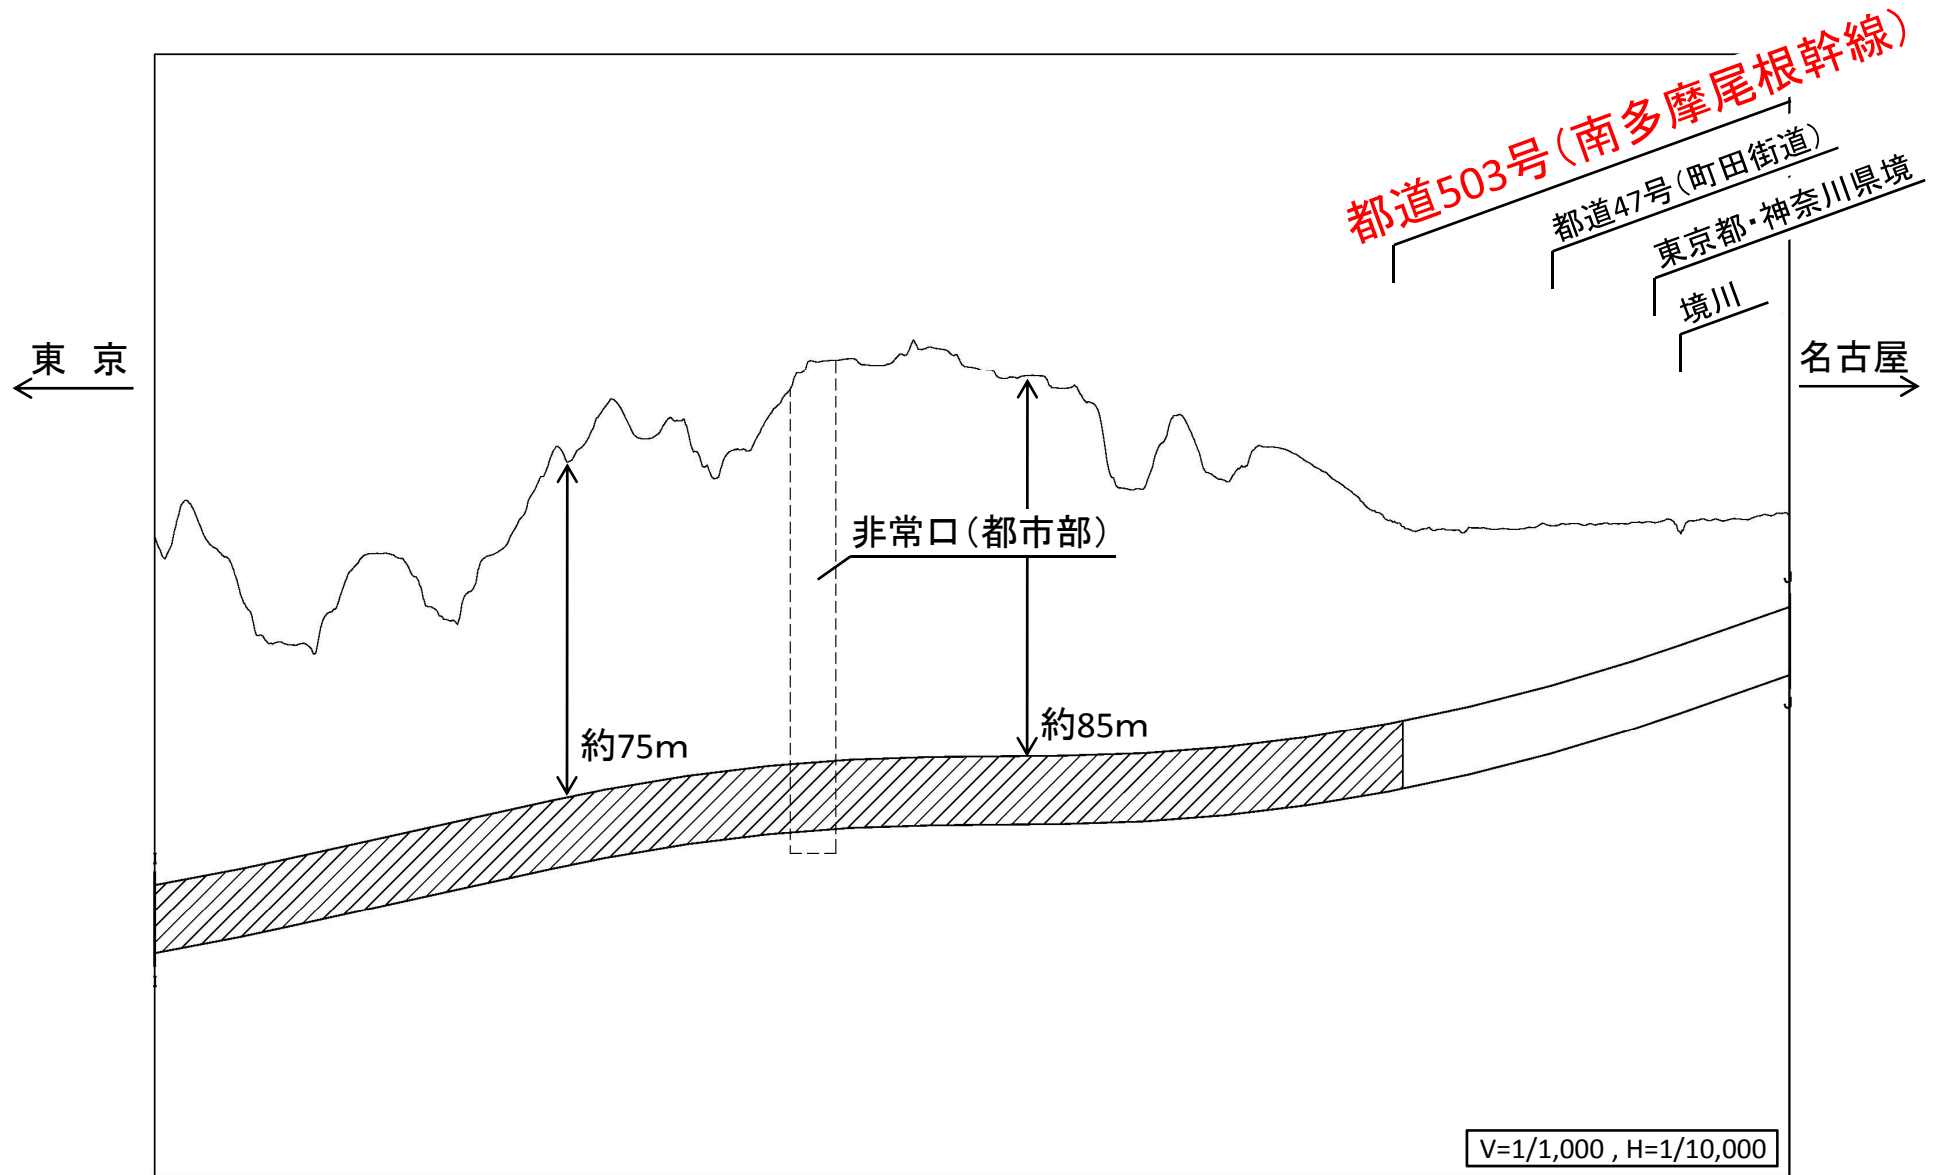 都道503号（南多摩尾根幹線）
都道47号（町田街道）
東京都・神奈川県境
境川
東 京
名古屋
非常口（都市部）
約75m
約85m
V=1/1,000 , H=1/10,000